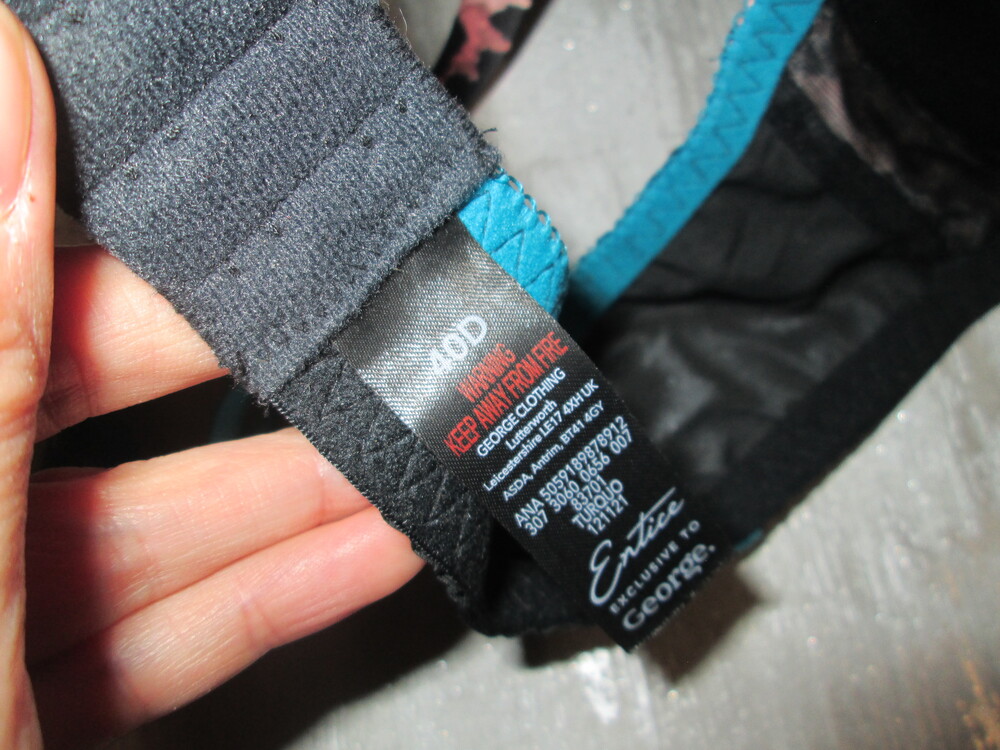 40D
WARNING
KEEP AWAY FROM FIRE
GEORGE CLOTHING
Lutterworth
Leicestershire LE17 4XH UK
ASDA, Antrim, BT41 4GY
ANA 5059189878912
307 3060 0656 007
83701
TURQUO
121121
Entice
EXCLUSIVE TO
George.